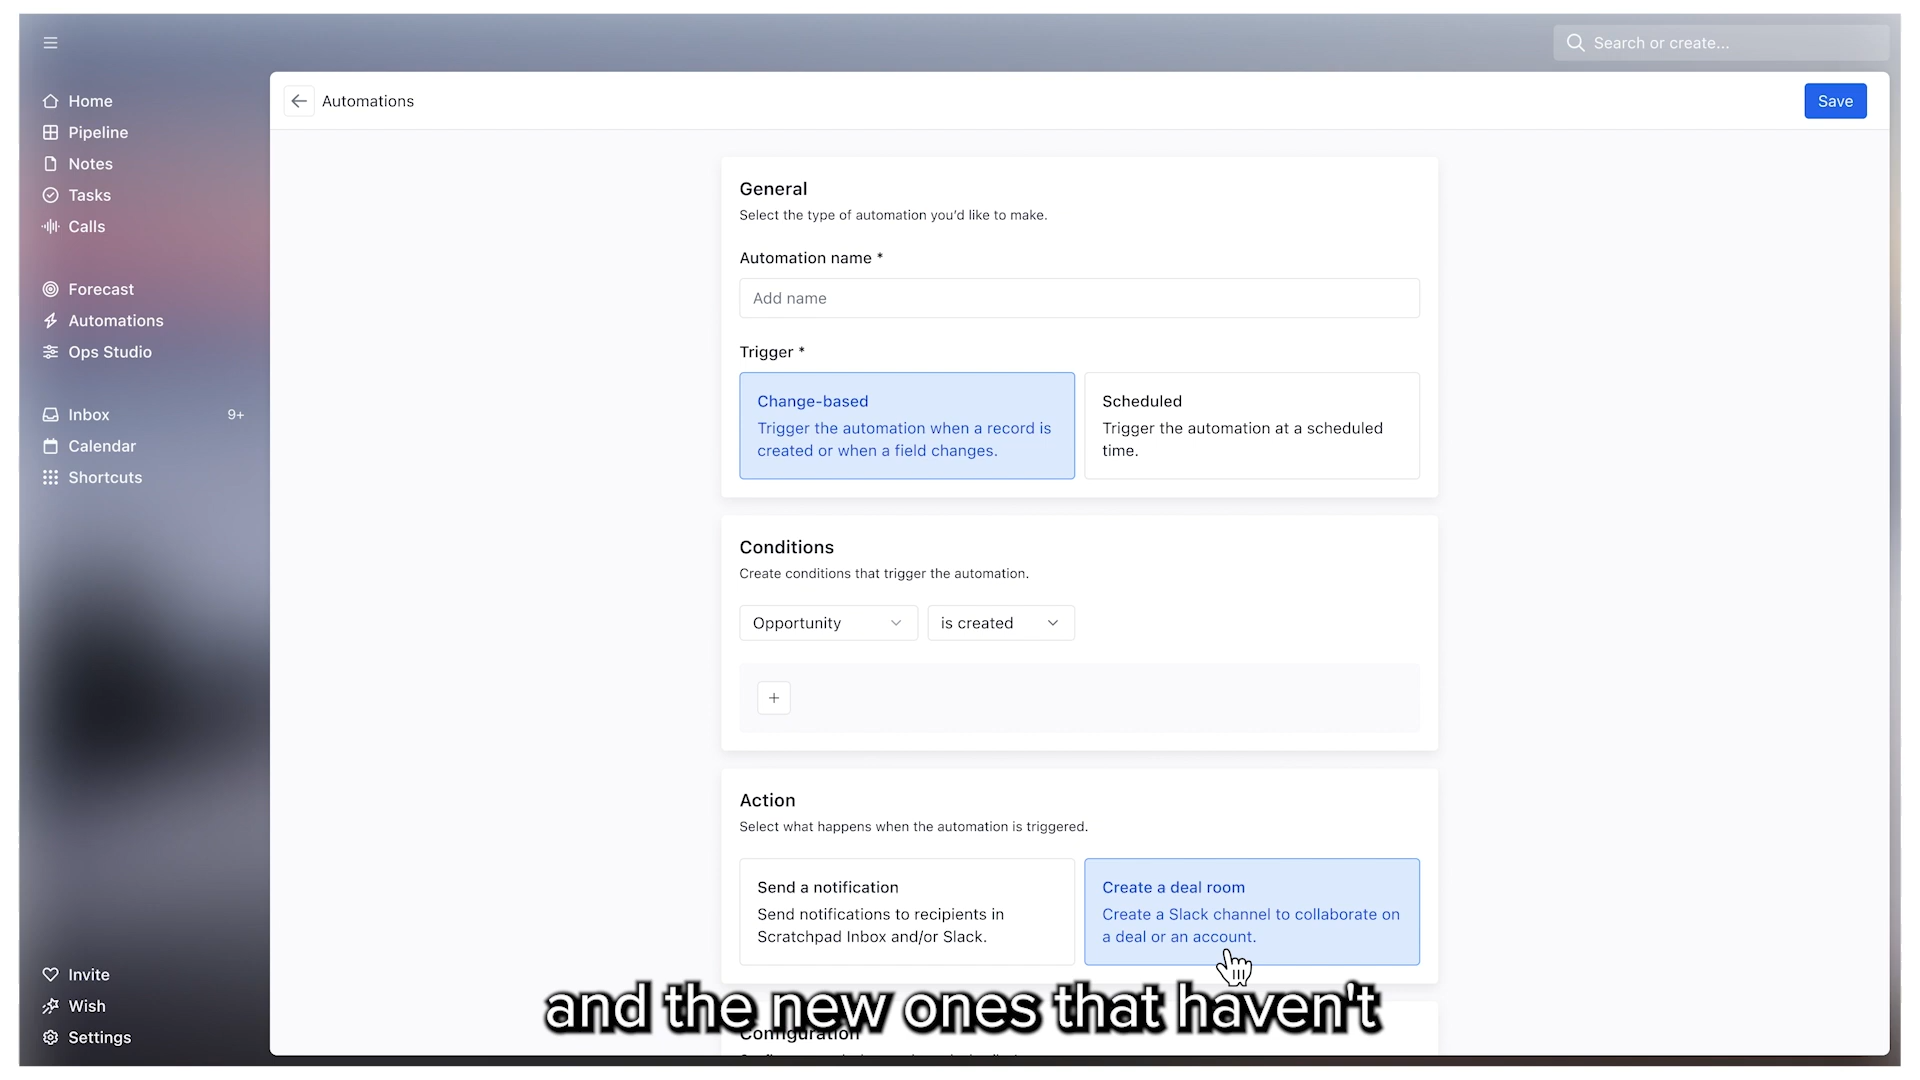 Search or create...
Home
Pipeline
Notes
Tasks
Calls
Forecast
Automations
Ops Studio
Inbox 9+
Calendar
Shortcuts
Invite
Wish
Settings
Automations
Save
General
Select the type of automation you'd like to make.
Automation name *
Add name
Trigger *
Change-based
Trigger the automation when a record is
created or when a field changes.
Scheduled
Trigger the automation at a scheduled
time.
Conditions
Create conditions that trigger the automation.
Opportunity
is created
Action
Select what happens when the automation is triggered.
Send a notification
Send notifications to recipients in
Scratchpad Inbox and/or Slack.
Create a deal room
Create a Slack channel to collaborate on
a deal or an account.
and the new ones that haven't
Configuration